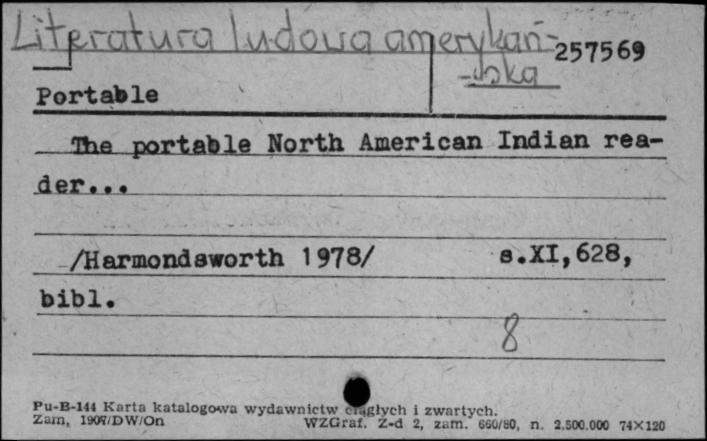 Literatura ludowa amerykań-
-ska
257569
Portable
The portable North American Indian rea-
der...
/Harmondsworth 1978/ s.XI,628,
bibl.
8
Pu-B-144 Karta katalogowa wydawnictw ciągłych i zwartych.
Zam, 1907/DW/On WZGraf. Z-d 2, zam. 660/80, n. 2.500.000 74×120